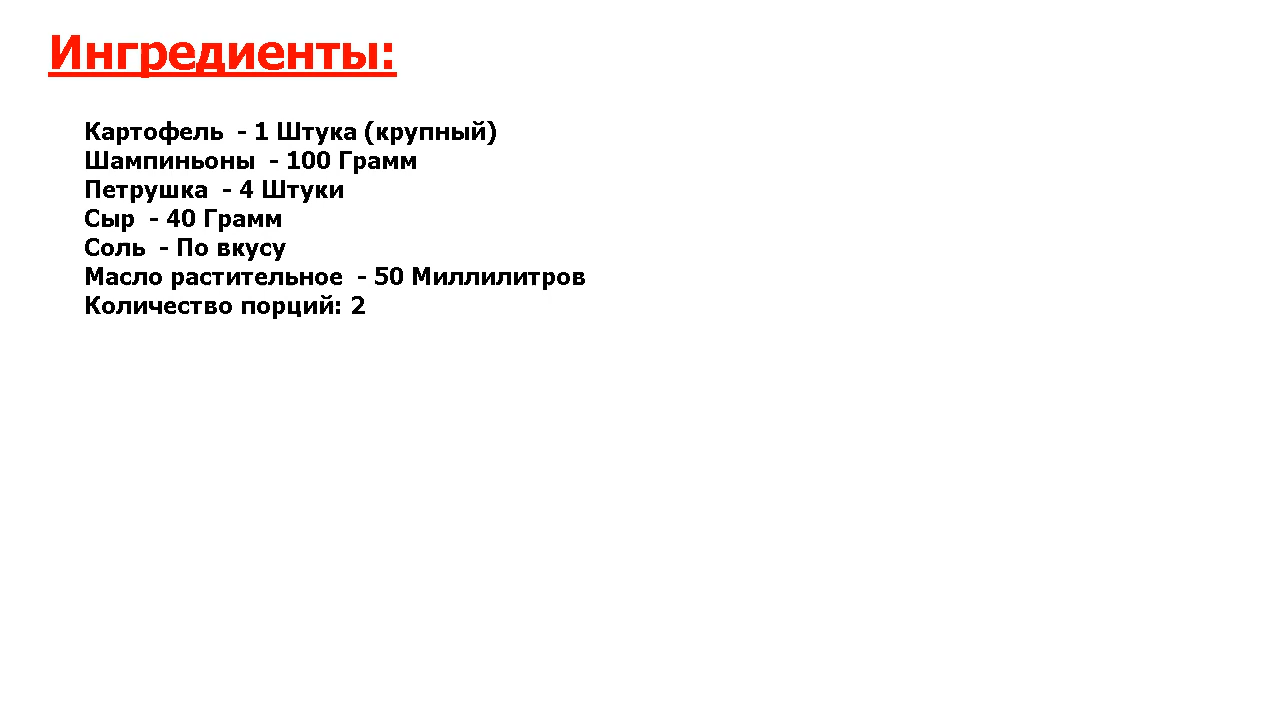 Ингредиенты:
Картофель - 1 Штука (крупный)
Шампиньоны - 100 Грамм
Петрушка - 4 Штуки
Сыр - 40 Грамм
Соль - По вкусу
Масло растительное - 50 Миллилитров
Количество порций: 2